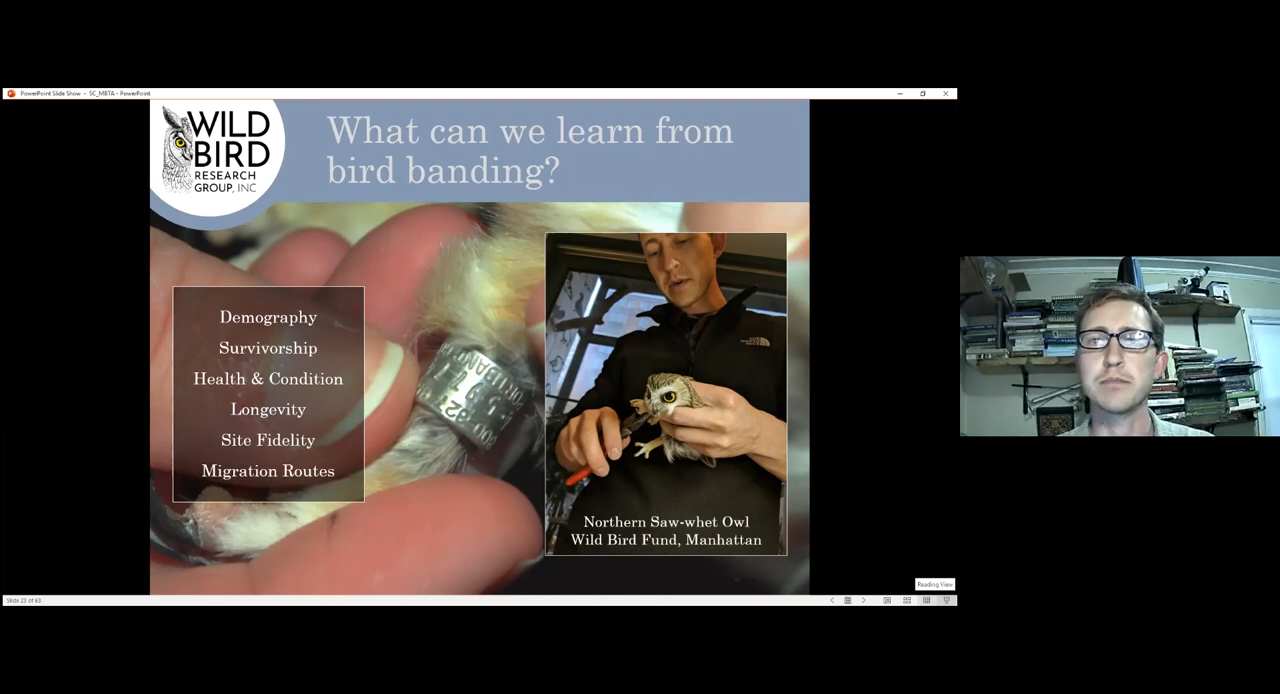 PowerPoint Slide Show - SC_MBTA - PowerPoint
WILD
BIRD
RESEARCH
GROUP, INC
What can we learn from
bird banding?
Demography
Survivorship
Health & Condition
Longevity
Site Fidelity
Migration Routes
Northern Saw-whet Owl
Wild Bird Fund, Manhattan
Reading View
Slide 23 of 63